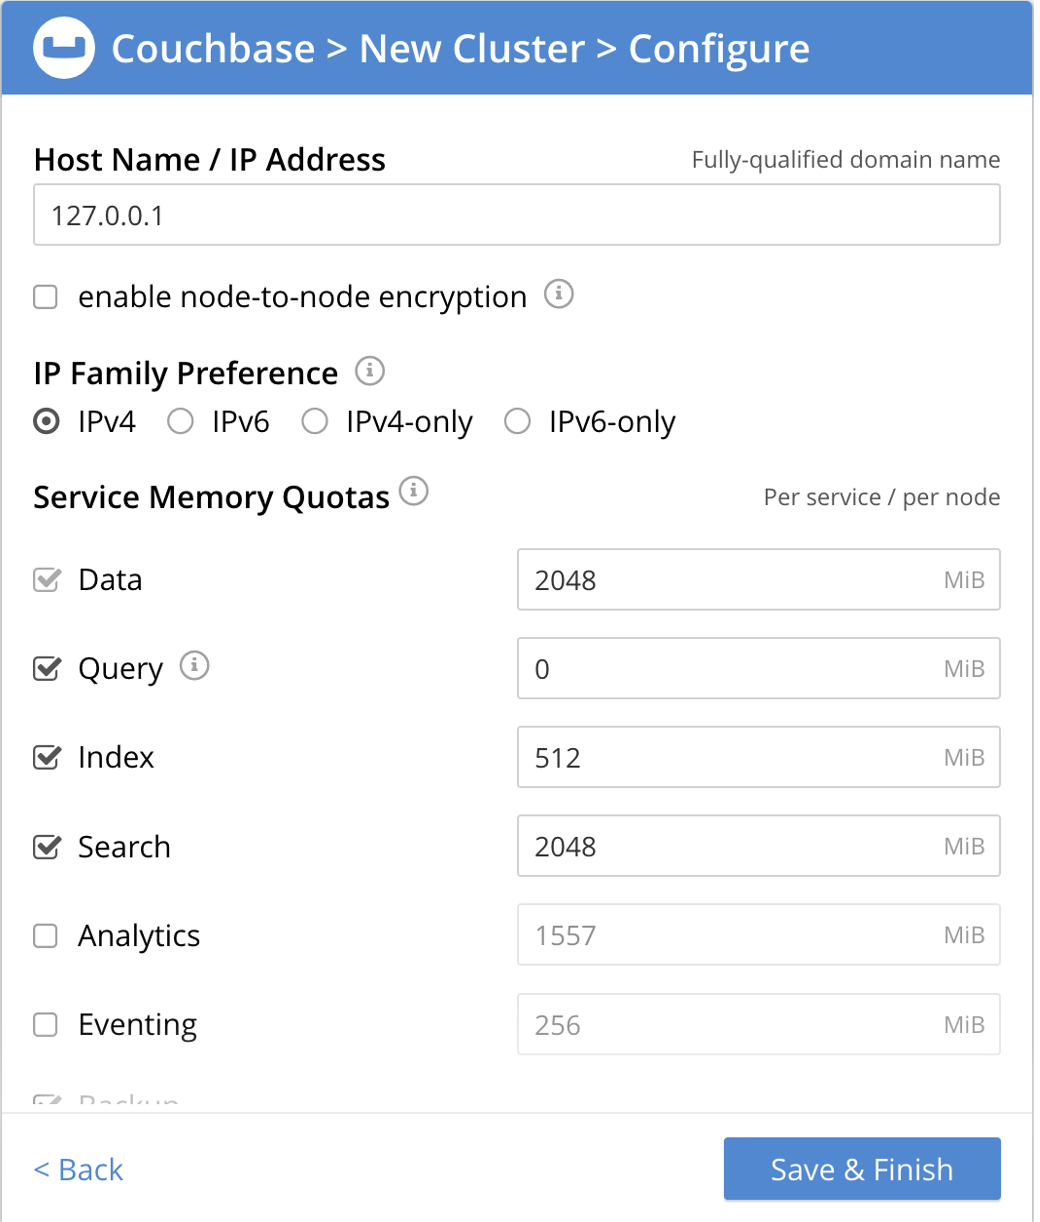 Couchbase > New Cluster > Configure
Host Name / IP Address Fully-qualified domain name
127.0.0.1
enable node-to-node encryption
IP Family Preference
IPv4 IPv6 IPv4-only IPv6-only
Service Memory Quotas Per service / per node
Data 2048 MiB
Query 0 MiB
Index 512 MiB
Search 2048 MiB
Analytics 1557 MiB
Eventing 256 MiB
Backup
< Back Save & Finish